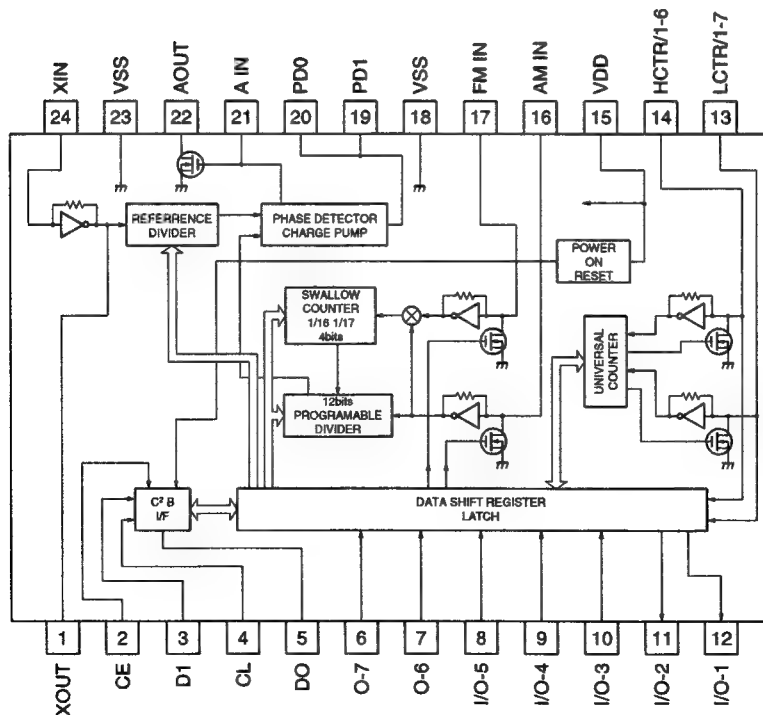 XIN
VSS
AOUT
A IN
PD0
PD1
VSS
FM IN
AM IN
VDD
HCTR/1-6
LCTR/1-7
24
23
22
21
20
19
18
17
16
15
14
13
REFERRENCE
DIVIDER
PHASE DETECTOR
CHARGE PUMP
POWER
ON
RESET
SWALLOW
COUNTER
1/16 1/17
4bits
UNIVERSAL
COUNTER
12bits
PROGRAMABLE
DIVIDER
C² B
I/F
DATA SHIFT REGISTER
LATCH
1
2
3
4
5
6
7
8
9
10
11
12
XOUT
CE
D1
CL
DO
O-7
O-6
I/O-5
I/O-4
I/O-3
I/O-2
I/O-1